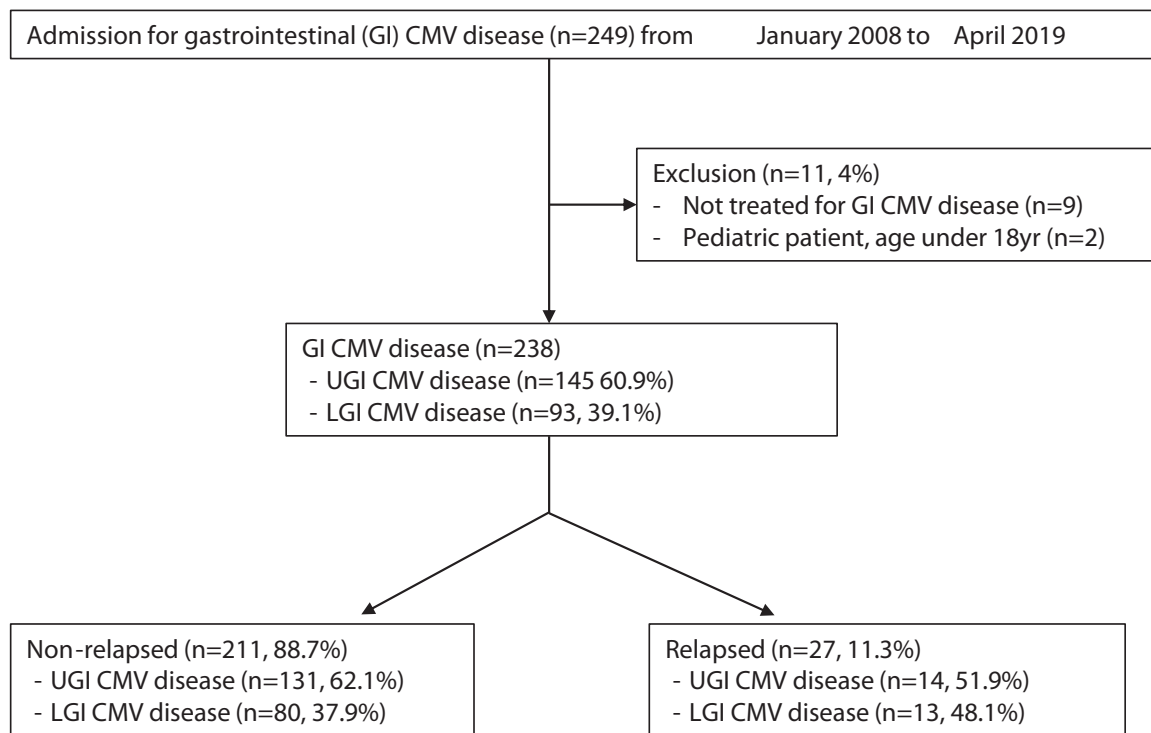 Admission for gastrointestinal (GI) CMV disease (n=249) from January 2008 to April 2019
Exclusion (n=11, 4%)
- Not treated for GI CMV disease (n=9)
- Pediatric patient, age under 18yr (n=2)
GI CMV disease (n=238)
- UGI CMV disease (n=145 60.9%)
- LGI CMV disease (n=93, 39.1%)
Non-relapsed (n=211, 88.7%)
- UGI CMV disease (n=131, 62.1%)
- LGI CMV disease (n=80, 37.9%)
Relapsed (n=27, 11.3%)
- UGI CMV disease (n=14, 51.9%)
- LGI CMV disease (n=13, 48.1%)